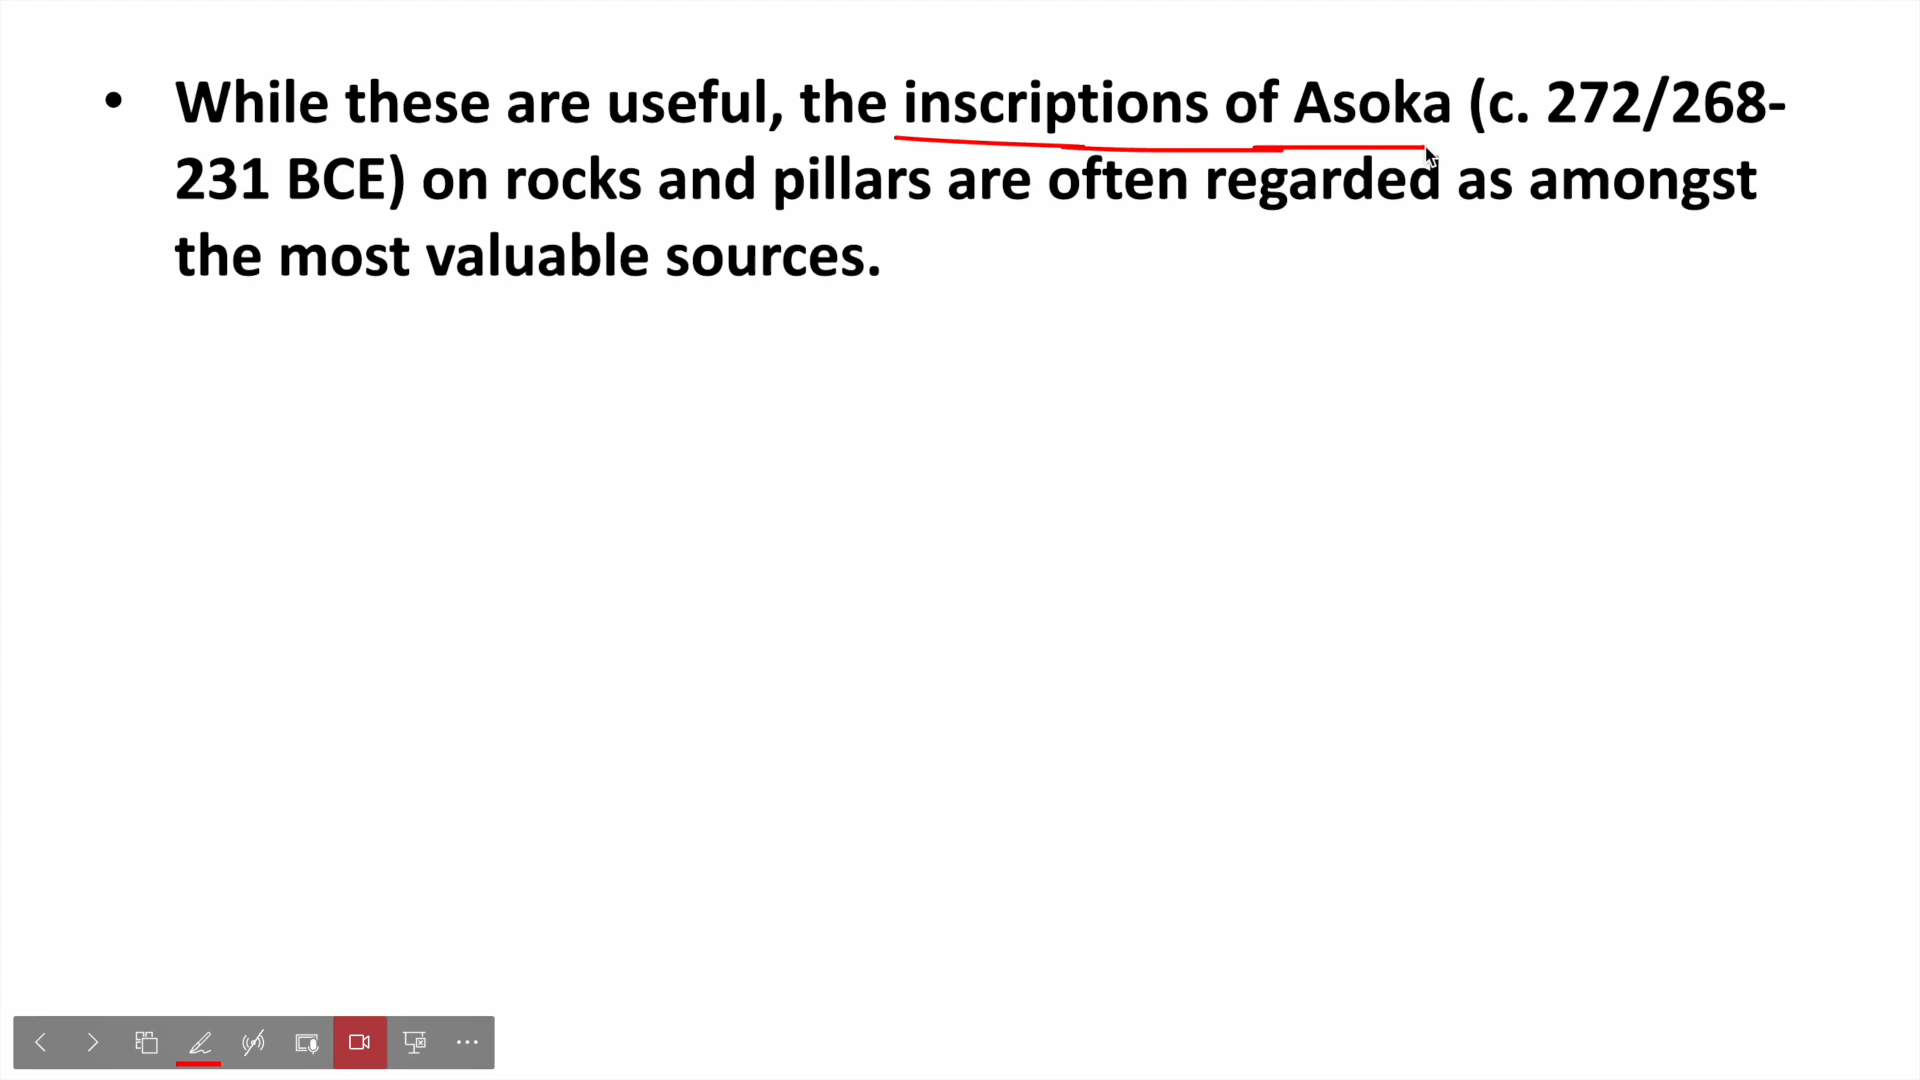 • While these are useful, the inscriptions of Asoka (c. 272/268-
231 BCE) on rocks and pillars are often regarded as amongst
the most valuable sources.